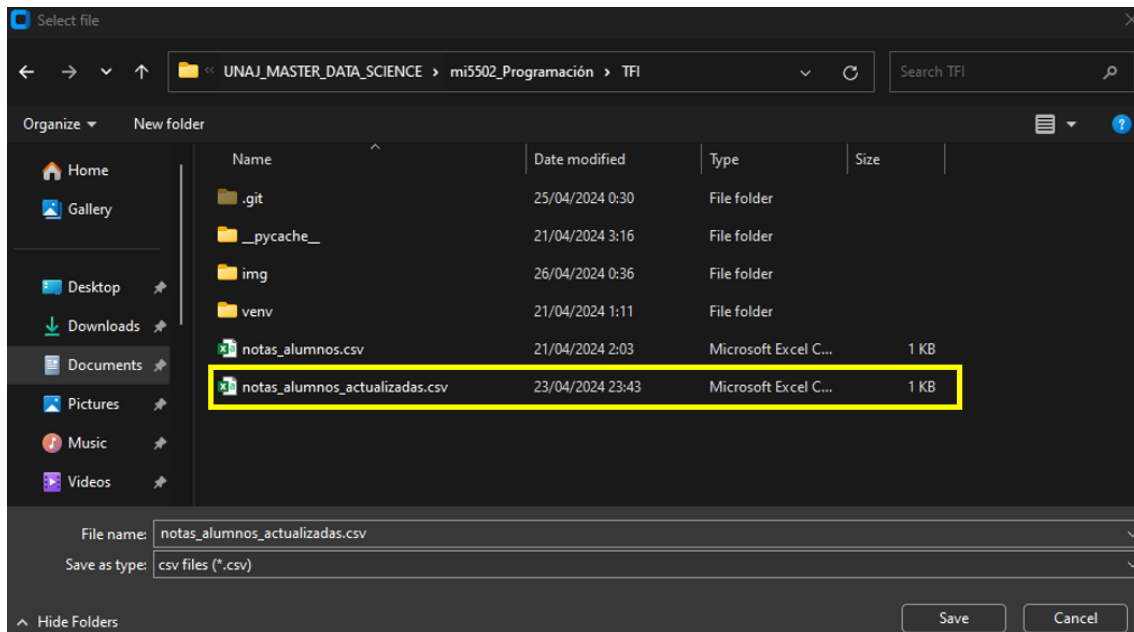 Select file
« UNAJ_MASTER_DATA_SCIENCE › mi5502_Programación › TFI
Search TFI
Organize
New folder
Home
Gallery
Desktop
Downloads
Documents
Pictures
Music
Videos
Name Date modified Type Size
.git 25/04/2024 0:30 File folder
__pycache__ 21/04/2024 3:16 File folder
img 26/04/2024 0:36 File folder
venv 21/04/2024 1:11 File folder
notas_alumnos.csv 21/04/2024 2:03 Microsoft Excel C... 1 KB
notas_alumnos_actualizadas.csv 23/04/2024 23:43 Microsoft Excel C... 1 KB
File name: notas_alumnos_actualizadas.csv
Save as type: csv files (*.csv)
Hide Folders
Save
Cancel